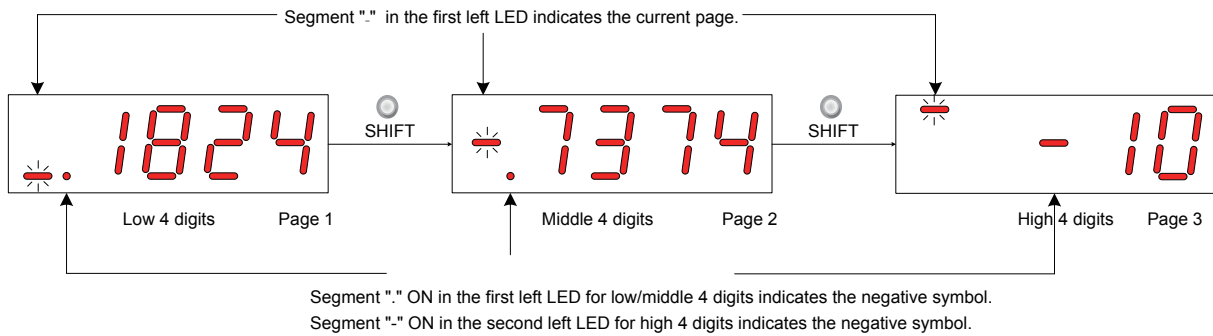 Segment "-" in the first left LED indicates the current page.
1824
SHIFT
7374
SHIFT
- 10
Low 4 digits Page 1
Middle 4 digits Page 2
High 4 digits Page 3
Segment "." ON in the first left LED for low/middle 4 digits indicates the negative symbol.
Segment "-" ON in the second left LED for high 4 digits indicates the negative symbol.